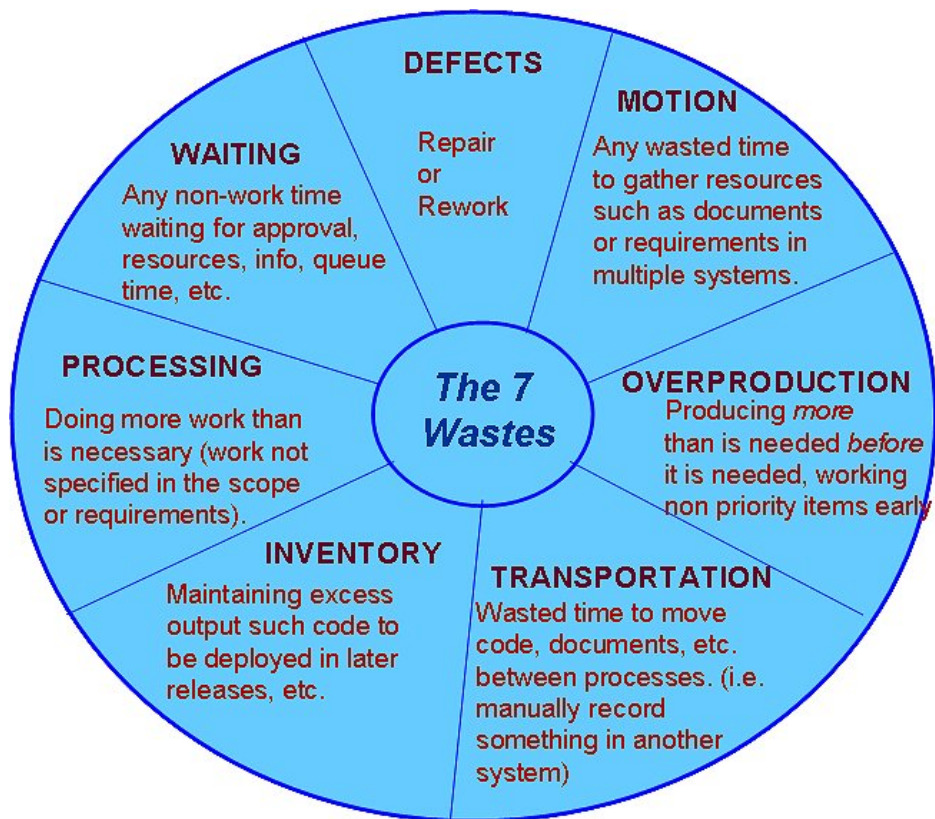 DEFECTS
Repair
or
Rework
MOTION
Any wasted time
to gather resources
such as documents
or requirements in
multiple systems.
OVERPRODUCTION
Producing more
than is needed before
it is needed, working
non priority items early
TRANSPORTATION
Wasted time to move
code, documents, etc.
between processes. (i.e.
manually record
something in another
system)
INVENTORY
Maintaining excess
output such code to
be deployed in later
releases, etc.
PROCESSING
Doing more work than
is necessary (work not
specified in the scope
or requirements).
WAITING
Any non-work time
waiting for approval,
resources, info, queue
time, etc.
The 7
Wastes